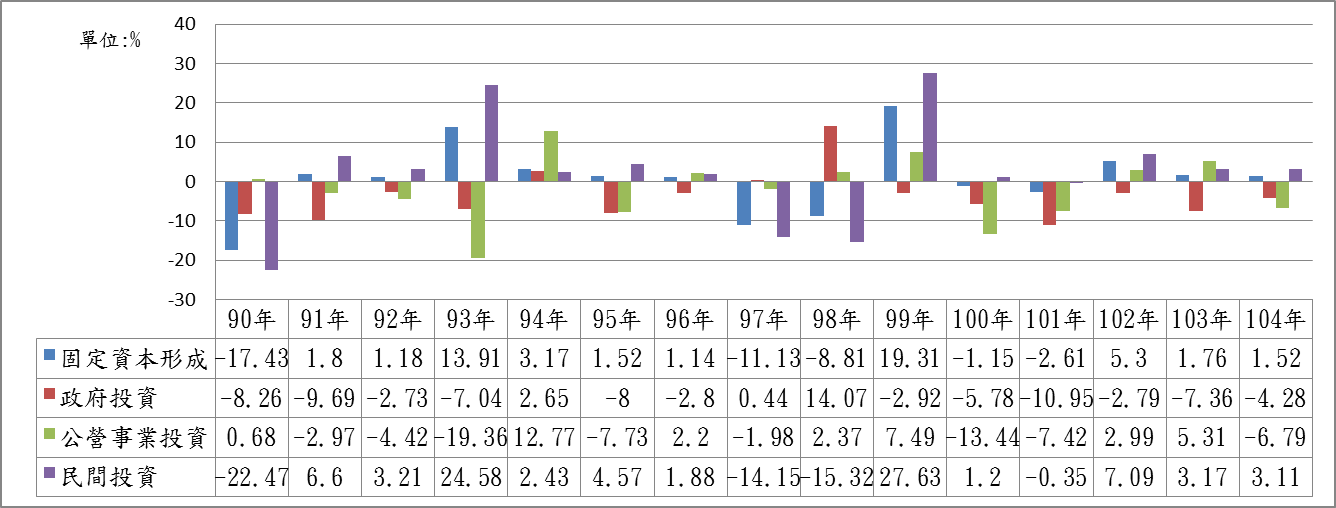 單位:%
40
30
20
10
0
-10
-20
-30
90年 91年 92年 93年 94年 95年 96年 97年 98年 99年 100年 101年 102年 103年 104年
固定資本形成 -17.43 1.8 1.18 13.91 3.17 1.52 1.14 -11.13 -8.81 19.31 -1.15 -2.61 5.3 1.76 1.52
政府投資 -8.26 -9.69 -2.73 -7.04 2.65 -8 -2.8 0.44 14.07 -2.92 -5.78 -10.95 -2.79 -7.36 -4.28
公營事業投資 0.68 -2.97 -4.42 -19.36 12.77 -7.73 2.2 -1.98 2.37 7.49 -13.44 -7.42 2.99 5.31 -6.79
民間投資 -22.47 6.6 3.21 24.58 2.43 4.57 1.88 -14.15 -15.32 27.63 1.2 -0.35 7.09 3.17 3.11